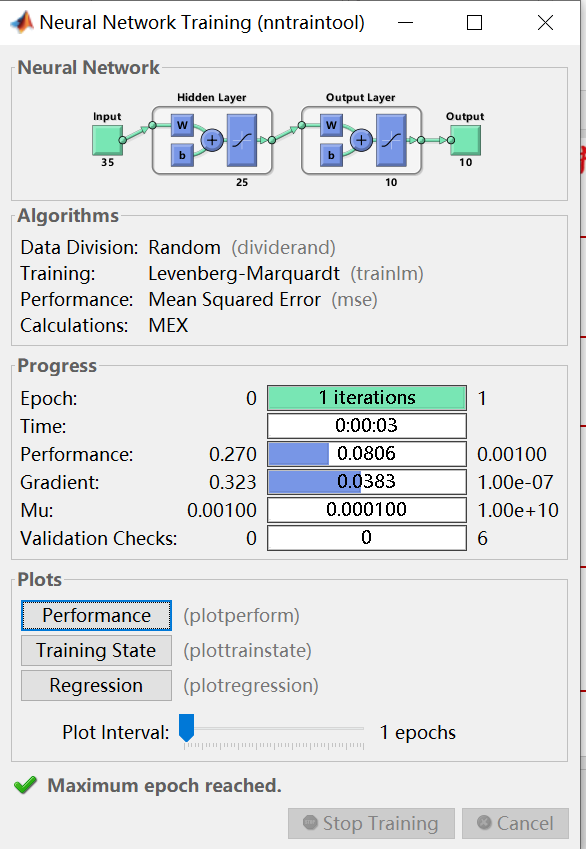 Neural Network Training (nntraintool)
Neural Network
Hidden Layer
Output Layer
Input
Output
W
W
b
b
35
10
25
10
Algorithms
Data Division: Random (dividerand)
Training: Levenberg-Marquardt (trainlm)
Performance: Mean Squared Error (mse)
Calculations: MEX
Progress
Epoch: 0 1 iterations 1
Time: 0:00:03
Performance: 0.270 0.0806 0.00100
Gradient: 0.323 0.0383 1.00e-07
Mu: 0.00100 0.000100 1.00e+10
Validation Checks: 0 0 6
Plots
Performance (plotperform)
Training State (plottrainstate)
Regression (plotregression)
Plot Interval: 1 epochs
Maximum epoch reached.
Stop Training Cancel